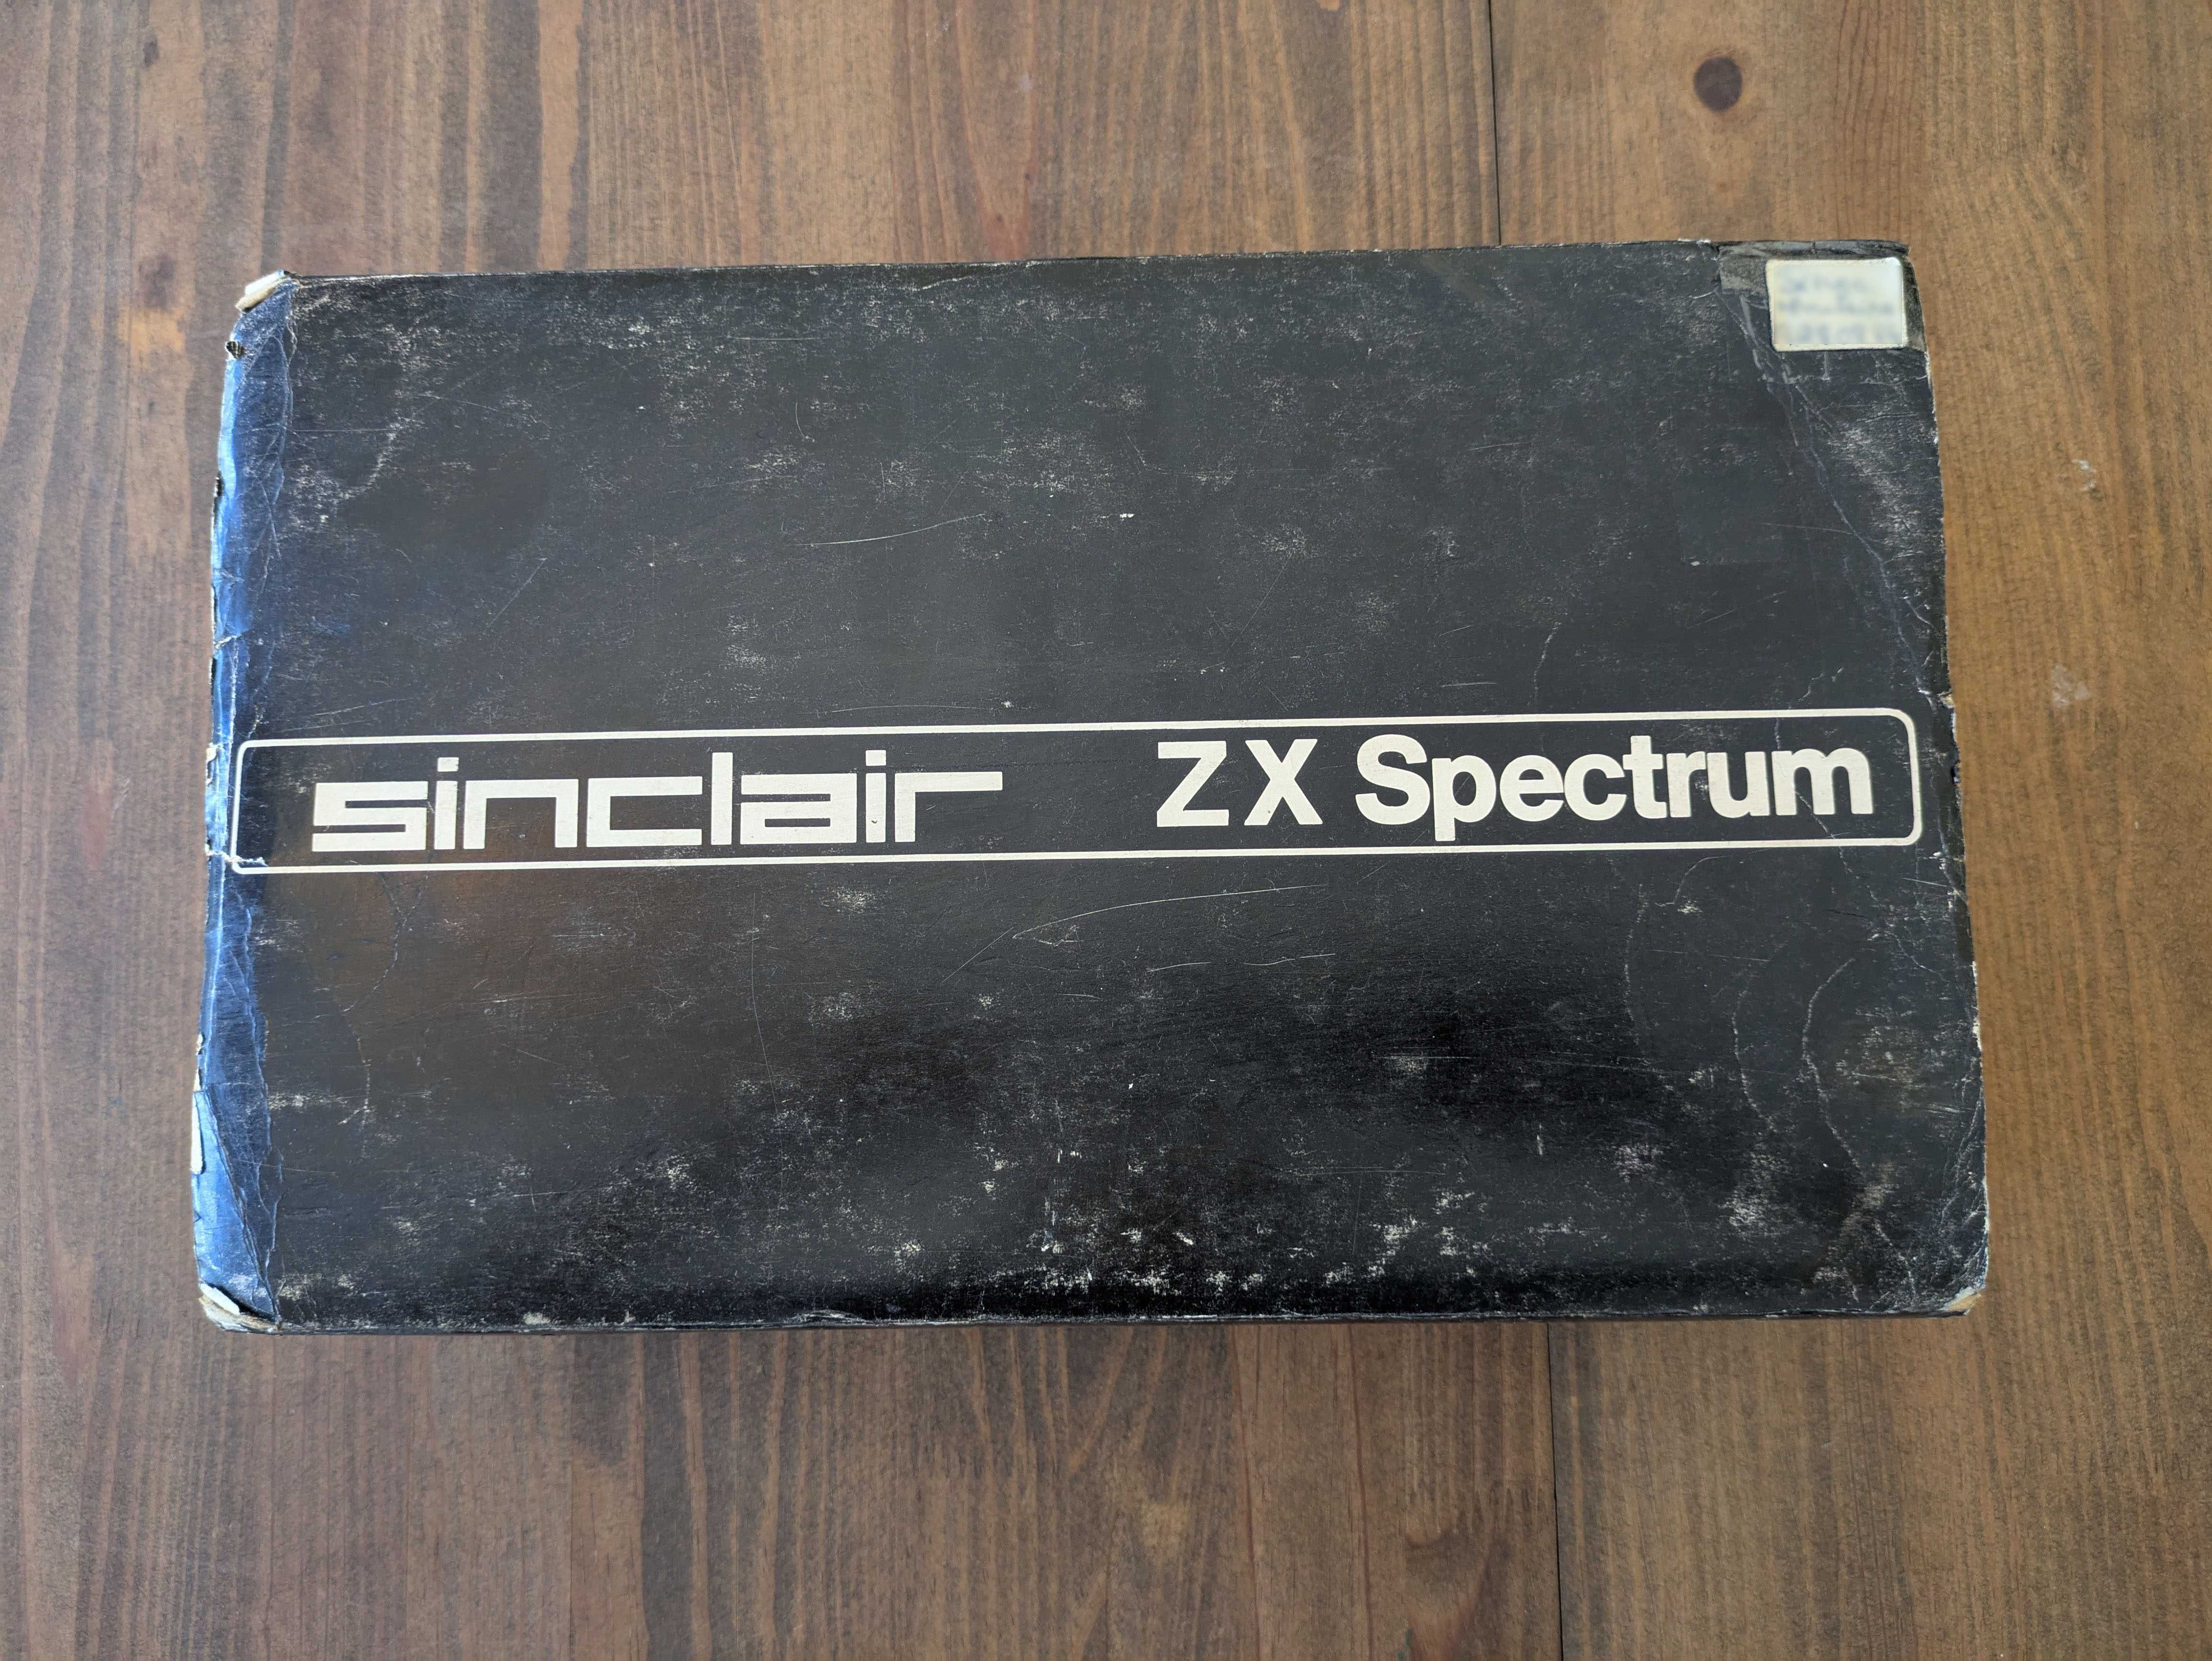 sinclair ZX Spectrum